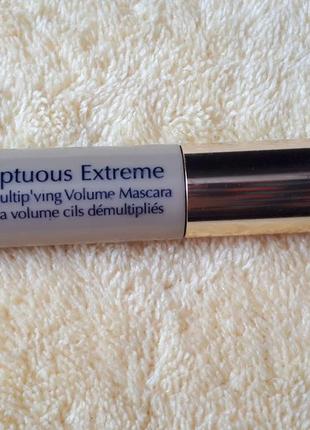 ptuous Extreme
ultip'ying Volume Mascara
a volume cils démultipliés